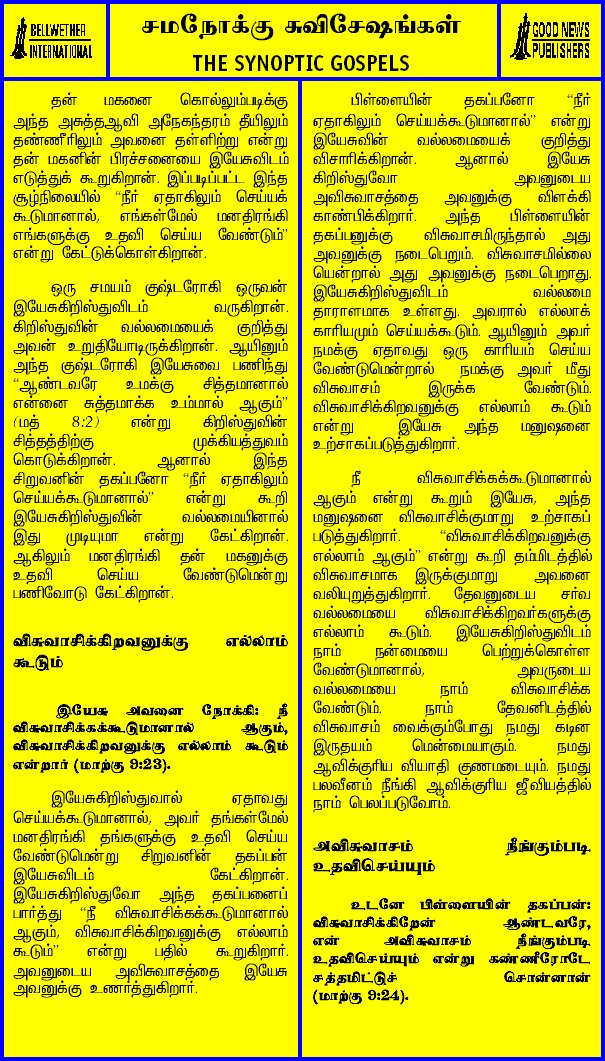 BELLWETHER
INTERNATIONAL
சமநோக்கு சுவிசேஷங்கள்
THE SYNOPTIC GOSPELS
GOOD NEWS
PUBLISHERS
தன் மகனை கொல்லும்படிக்கு
அந்த அசுத்தஆவி அநேகந்தரம் தீயிலும்
தண்ணீரிலும் அவனை தள்ளிற்று என்று
தன் மகனின் பிரச்சனையை இயேசுவிடம்
எடுத்துக் கூறுகிறான். இப்படிப்பட்ட இந்த
சூழ்நிலையில் “நீர் ஏதாகிலும் செய்யக்
கூடுமானால், எங்கள்மேல் மனதிரங்கி
எங்களுக்கு உதவி செய்ய வேண்டும்”
என்று கேட்டுக்கொள்கிறான்.
ஒரு சமயம் குஷ்டரோகி ஒருவன்
இயேசுகிறிஸ்துவிடம் வருகிறான்.
கிறிஸ்துவின் வல்லமையைக் குறித்து
அவன் உறுதியோடிருக்கிறான். ஆயினும்
அந்த குஷ்டரோகி இயேசுவை பணிந்து
“ஆண்டவரே உமக்கு சித்தமானால்
என்னை சுத்தமாக்க உம்மால் ஆகும்”
(மத் 8:2) என்று கிறிஸ்துவின்
சித்தத்திற்கு முக்கியத்துவம்
கொடுக்கிறான். ஆனால் இந்த
சிறுவனின் தகப்பனோ “நீர் ஏதாகிலும்
செய்யக்கூடுமானால்” என்று கூறி
இயேசுகிறிஸ்துவின் வல்லமையினால்
இது முடியுமா என்று கேட்கிறான்.
ஆகிலும் மனதிரங்கி தன் மகனுக்கு
உதவி செய்ய வேண்டுமென்று
பணிவோடு கேட்கிறான்.
விசுவாசிக்கிறவனுக்கு எல்லாம்
கூடும்
இயேசு அவனை நோக்கி: நீ
விசுவாசிக்கக்கூடுமானால் ஆகும்,
விசுவாசிக்கிறவனுக்கு எல்லாம் கூடும்
என்றார் (மாற்கு 9:23).
இயேசுகிறிஸ்துவால் ஏதாவது
செய்யக்கூடுமானால், அவர் தங்கள்மேல்
மனதிரங்கி தங்களுக்கு உதவி செய்ய
வேண்டுமென்று சிறுவனின் தகப்பன்
இயேசுவிடம் கேட்கிறான்.
இயேசுகிறிஸ்துவோ அந்த தகப்பனைப்
பார்த்து “நீ விசுவாசிக்கக்கூடுமானால்
ஆகும், விசுவாசிக்கிறவனுக்கு எல்லாம்
கூடும்” என்று பதில் கூறுகிறார்.
அவனுடைய அவிசுவாசத்தை இயேசு
அவனுக்கு உணர்த்துகிறார்.
பிள்ளையின் தகப்பனோ “நீர்
ஏதாகிலும் செய்யக்கூடுமானால்” என்று
இயேசுவின் வல்லமையைக் குறித்து
விசாரிக்கிறான். ஆனால் இயேசு
கிறிஸ்துவோ அவனுடைய
அவிசுவாசத்தை அவனுக்கு விளக்கி
காண்பிக்கிறார். அந்த பிள்ளையின்
தகப்பனுக்கு விசுவாசமிருந்தால் அது
அவனுக்கு நடைபெறும். விசுவாசமில்லை
யென்றால் அது அவனுக்கு நடைபெறாது.
இயேசுகிறிஸ்துவிடம் வல்லமை
தாராளமாக உள்ளது. அவரால் எல்லாக்
காரியமும் செய்யக்கூடும். ஆயினும் அவர்
நமக்கு ஏதாவது ஒரு காரியம் செய்ய
வேண்டுமென்றால் நமக்கு அவர் மீது
விசுவாசம் இருக்க வேண்டும்.
விசுவாசிக்கிறவனுக்கு எல்லாம் கூடும்
என்று இயேசு அந்த மனுஷனை
உற்சாகப்படுத்துகிறார்.
நீ விசுவாசிக்கக்கூடுமானால்
ஆகும் என்று கூறும் இயேசு, அந்த
மனுஷனை விசுவாசிக்குமாறு உற்சாகப்
படுத்துகிறார். “விசுவாசிக்கிறவனுக்கு
எல்லாம் ஆகும்” என்று கூறி தம்மிடத்தில்
விசுவாசமாக இருக்குமாறு அவனை
வலியுறுத்துகிறார். தேவனுடைய சர்வ
வல்லமையை விசுவாசிக்கிறவர்களுக்கு
எல்லாம் கூடும். இயேசுகிறிஸ்துவிடம்
நாம் நன்மையை பெற்றுக்கொள்ள
வேண்டுமானால், அவருடைய
வல்லமையை நாம் விசுவாசிக்க
வேண்டும். நாம் தேவனிடத்தில்
விசுவாசம் வைக்கும்போது நமது கடின
இருதயம் மென்மையாகும். நமது
ஆவிக்குரிய வியாதி குணமடையும். நமது
பலவீனம் நீங்கி ஆவிக்குரிய ஜீவியத்தில்
நாம் பெலப்படுவோம்.
அவிசுவாசம் நீங்கும்படி
உதவிசெய்யும்
உடனே பிள்ளையின் தகப்பன்:
விசுவாசிக்கிறேன் ஆண்டவரே,
என் அவிசுவாசம் நீங்கும்படி
உதவிசெய்யும் என்று கண்ணீரோடே
சத்தமிட்டுச் சொன்னான்
(மாற்கு 9:24).